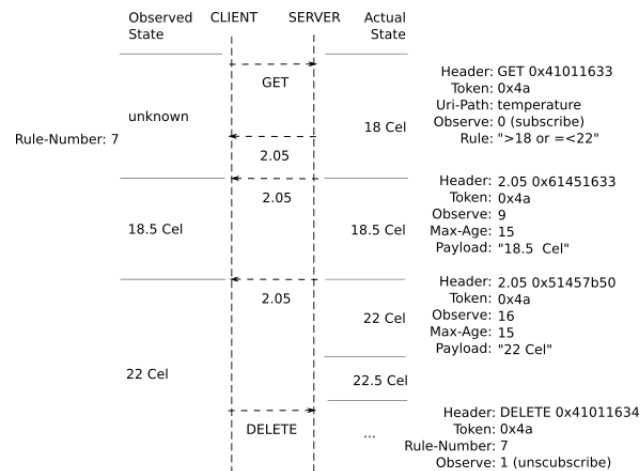 Observed State
CLIENT
SERVER
Actual State
GET
Header: GET 0x41011633
Token: 0x4a
Uri-Path: temperature
Observe: 0 (subscribe)
Rule: ">18 or =<22"
unknown
18 Cel
Rule-Number: 7
2.05
2.05
Header: 2.05 0x61451633
Token: 0x4a
Observe: 9
Max-Age: 15
Payload: "18.5 Cel"
18.5 Cel
18.5 Cel
2.05
Header: 2.05 0x51457b50
Token: 0x4a
Observe: 16
Max-Age: 15
Payload: "22 Cel"
22 Cel
22 Cel
22.5 Cel
DELETE
...
Header: DELETE 0x41011634
Token: 0x4a
Rule-Number: 7
Observe: 1 (unscubscribe)